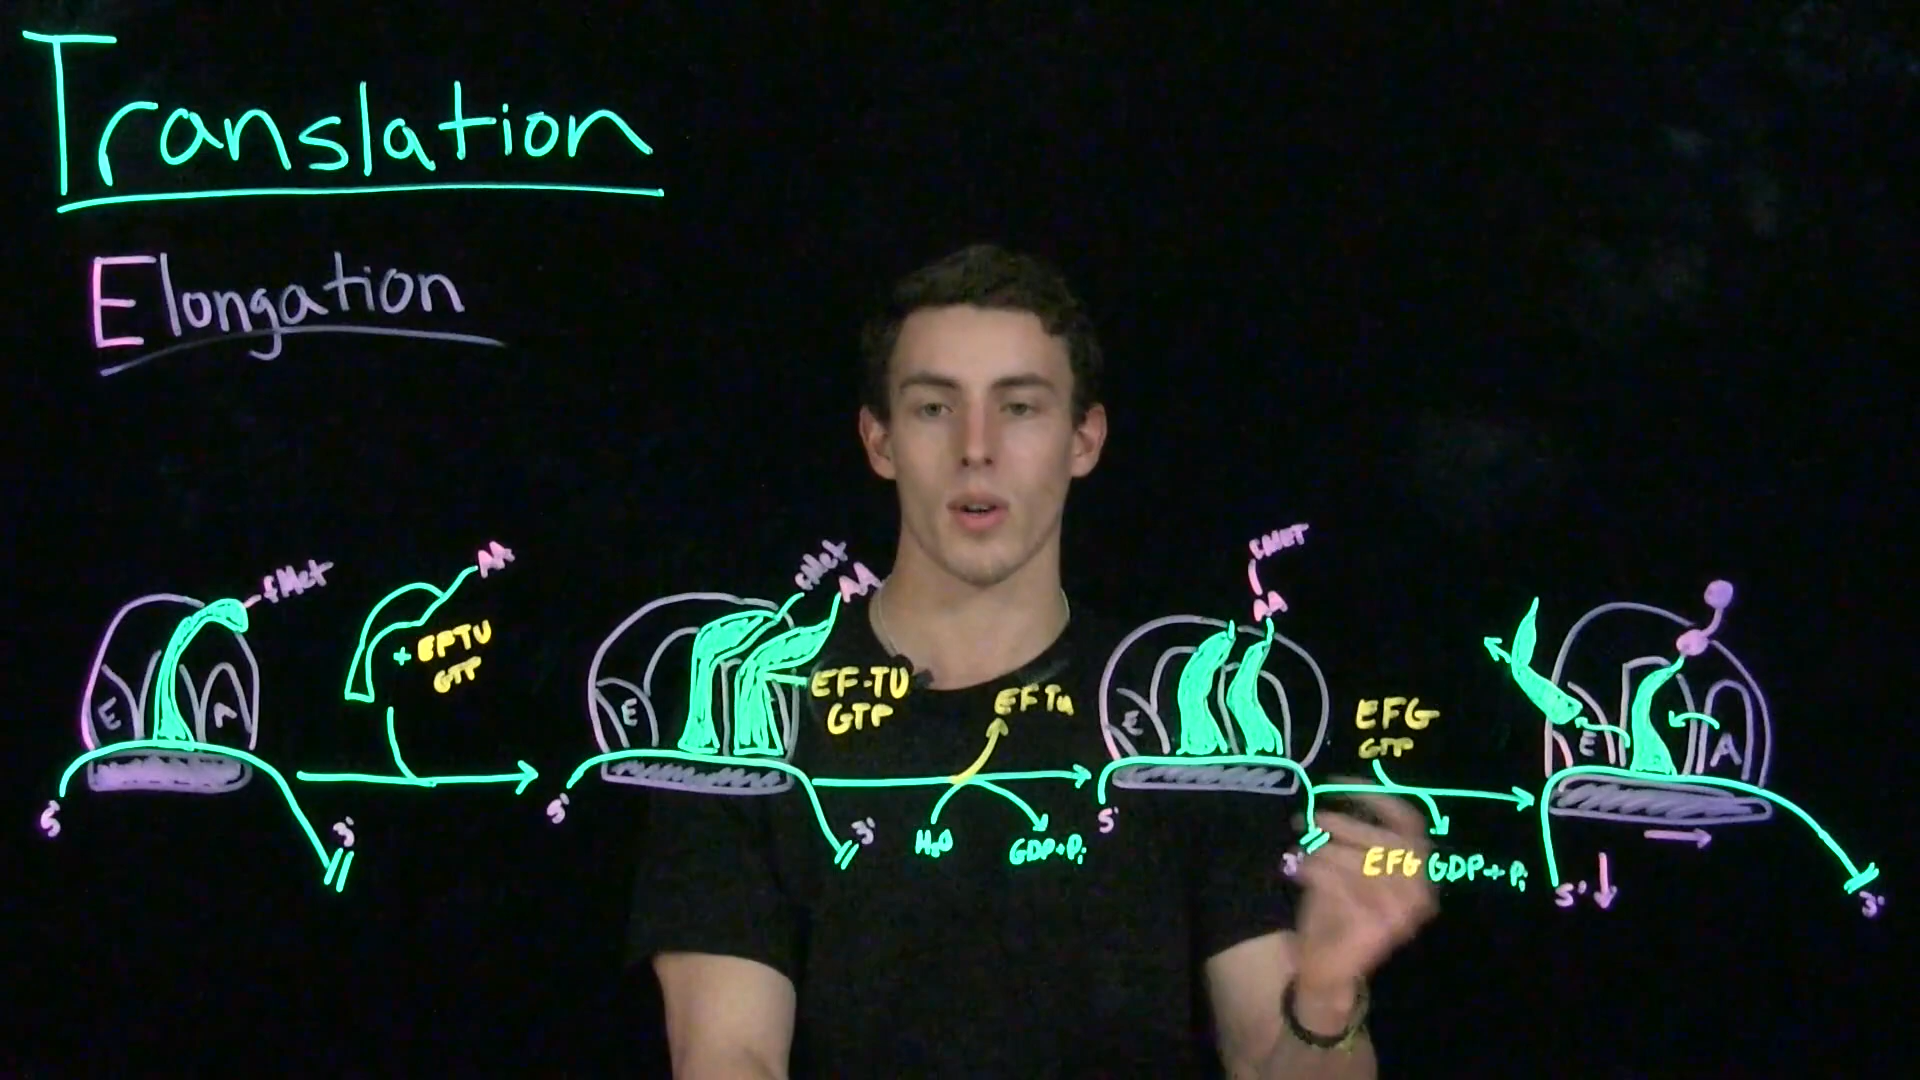 Translation
Elongation
fMet
E
A
5'
3'
AA
+ EFTU
GTP
fMet
AA
E
EF-TU
GTP
5'
3'
EFTu
H2O
GDP+Pi
fMET
AA
E
5'
3'
EFG
GTP
EFG GDP+Pi
E
A
5'
3'